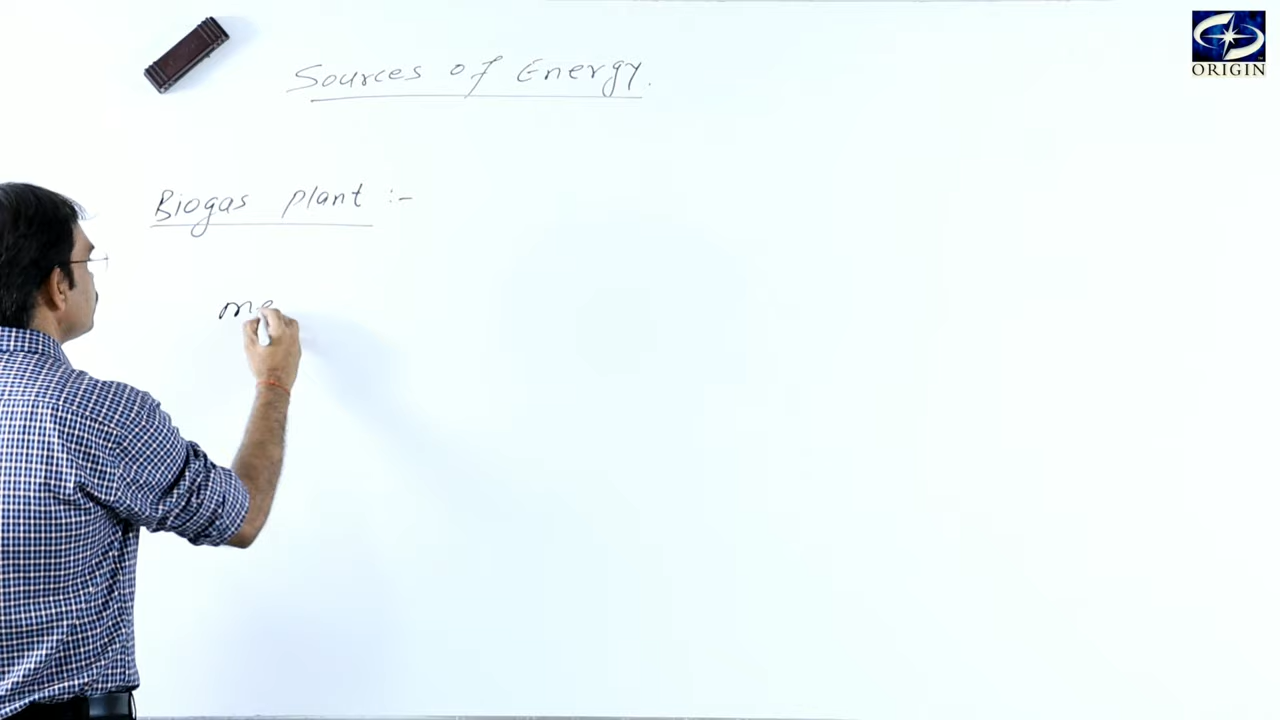 Sources of Energy.
Biogas plant :-
me
ORIGIN